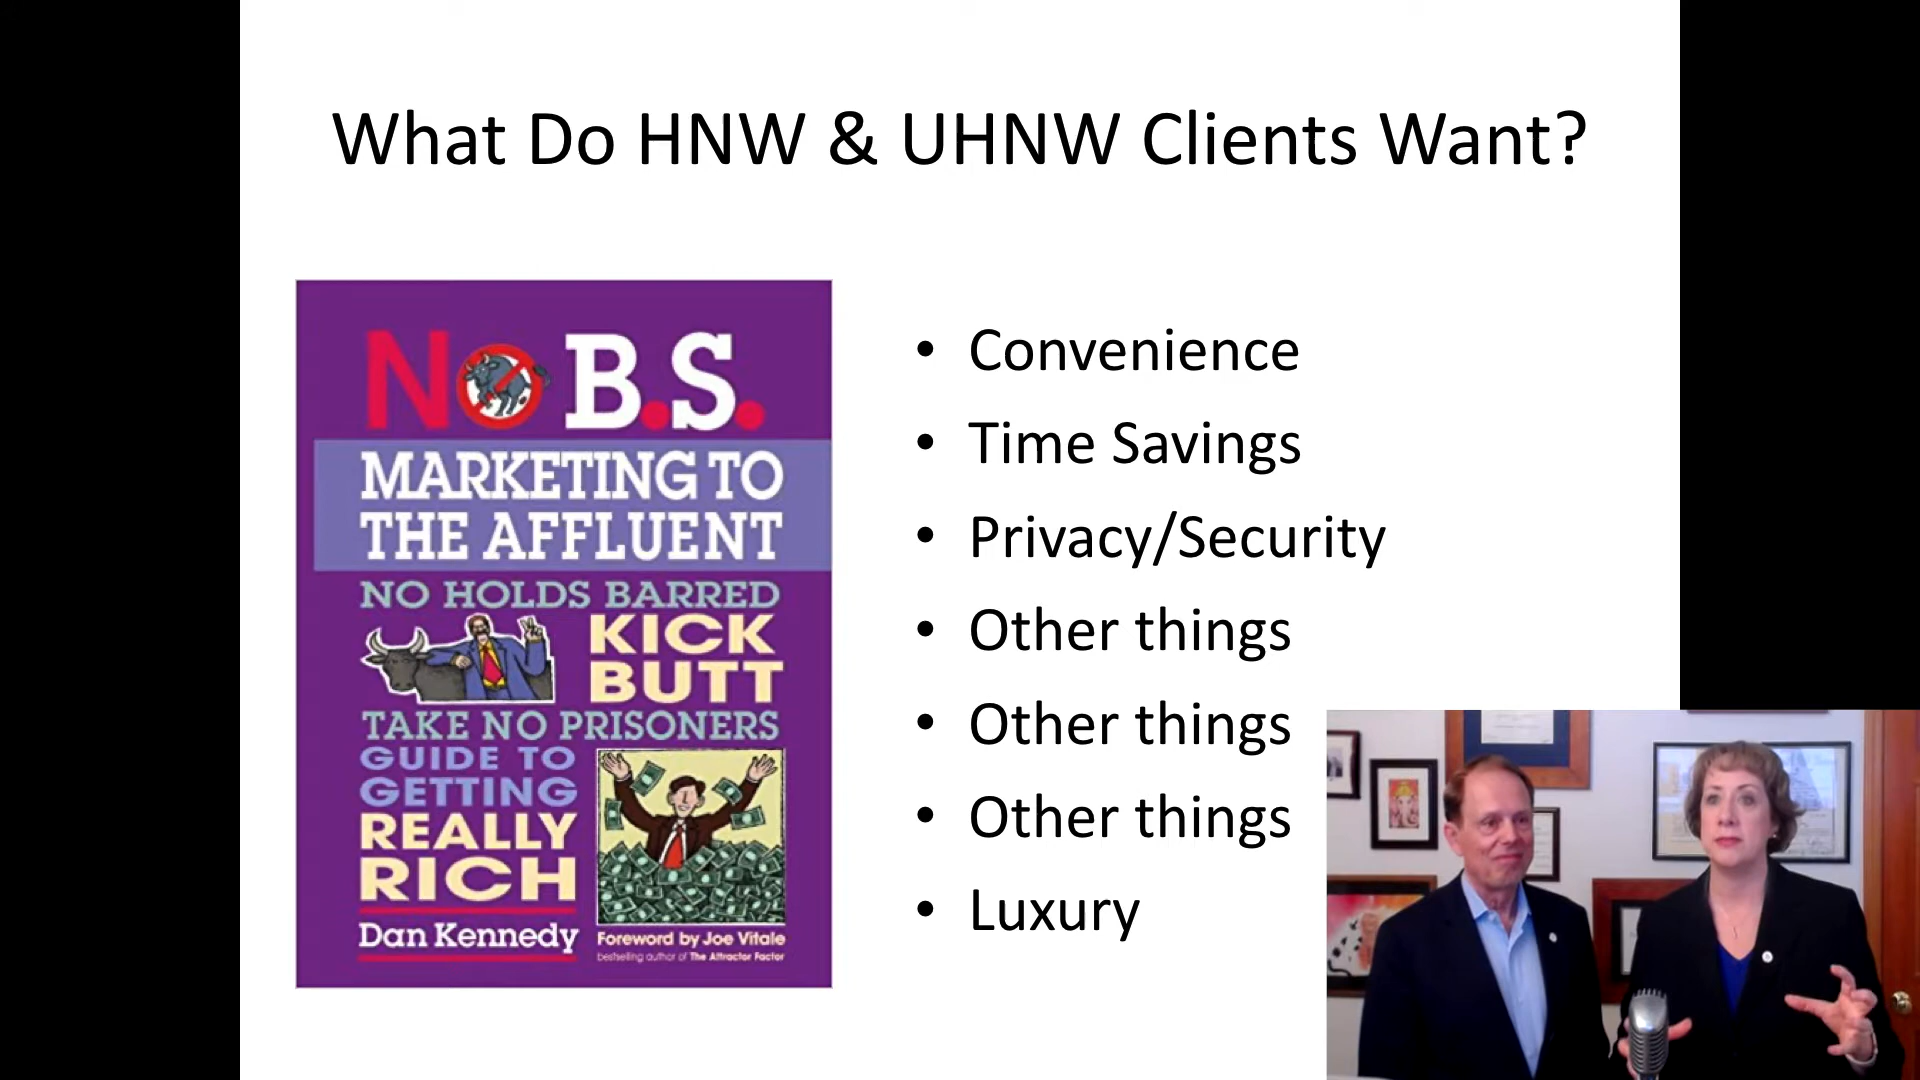 What Do HNW & UHNW Clients Want?
NO B.S.
MARKETING TO
THE AFFLUENT
NO HOLDS BARRED
KICK
BUTT
TAKE NO PRISONERS
GUIDE TO
GETTING
REALLY
RICH
Dan Kennedy
Foreword by Joe Vitale
bestselling author of The Attractor Factor
• Convenience
• Time Savings
• Privacy/Security
• Other things
• Other things
• Other things
• Luxury